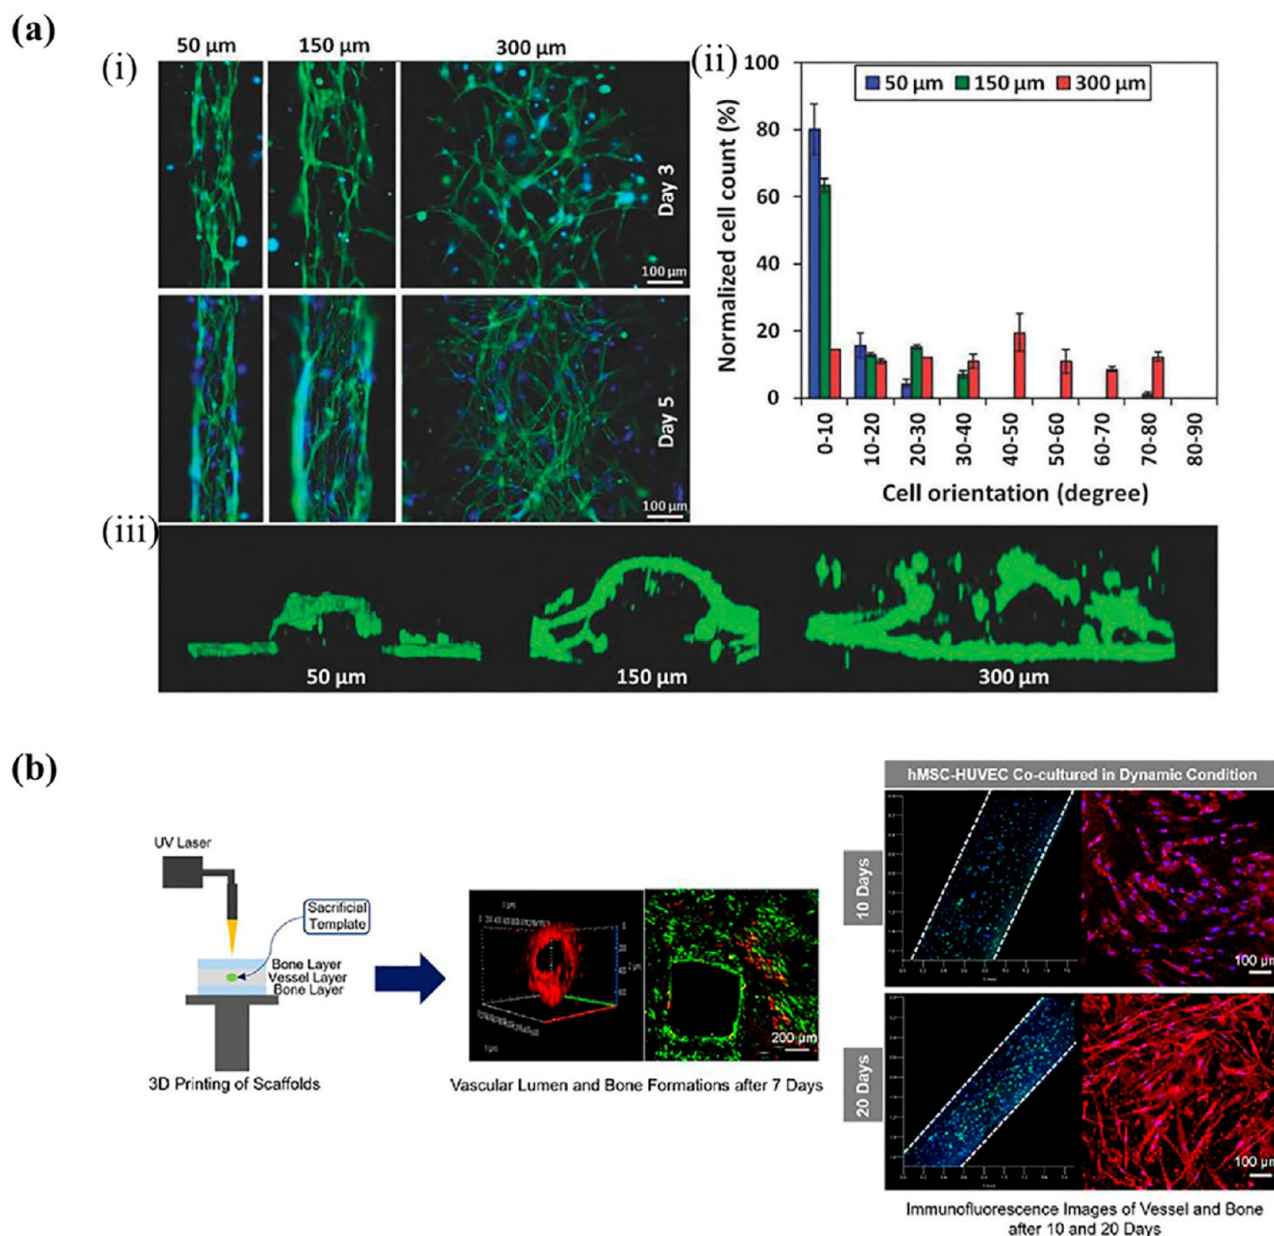 (a)
50 µm 150 µm 300 µm
(i)
Day 3
100 µm
Day 5
100 µm
(ii)
100
80
60
40
20
0
Normalized cell count (%)
50 µm 150 µm 300 µm
0-10 10-20 20-30 30-40 40-50 50-60 60-70 70-80 80-90
Cell orientation (degree)
(iii)
50 µm 150 µm 300 µm
(b)
UV Laser
Sacrificial
Template
Bone Layer
Vessel Layer
Bone Layer
3D Printing of Scaffolds
200 µm
Vascular Lumen and Bone Formations after 7 Days
hMSC-HUVEC Co-cultured in Dynamic Condition
10 Days
100 µm
20 Days
100 µm
Immunofluorescence Images of Vessel and Bone
after 10 and 20 Days